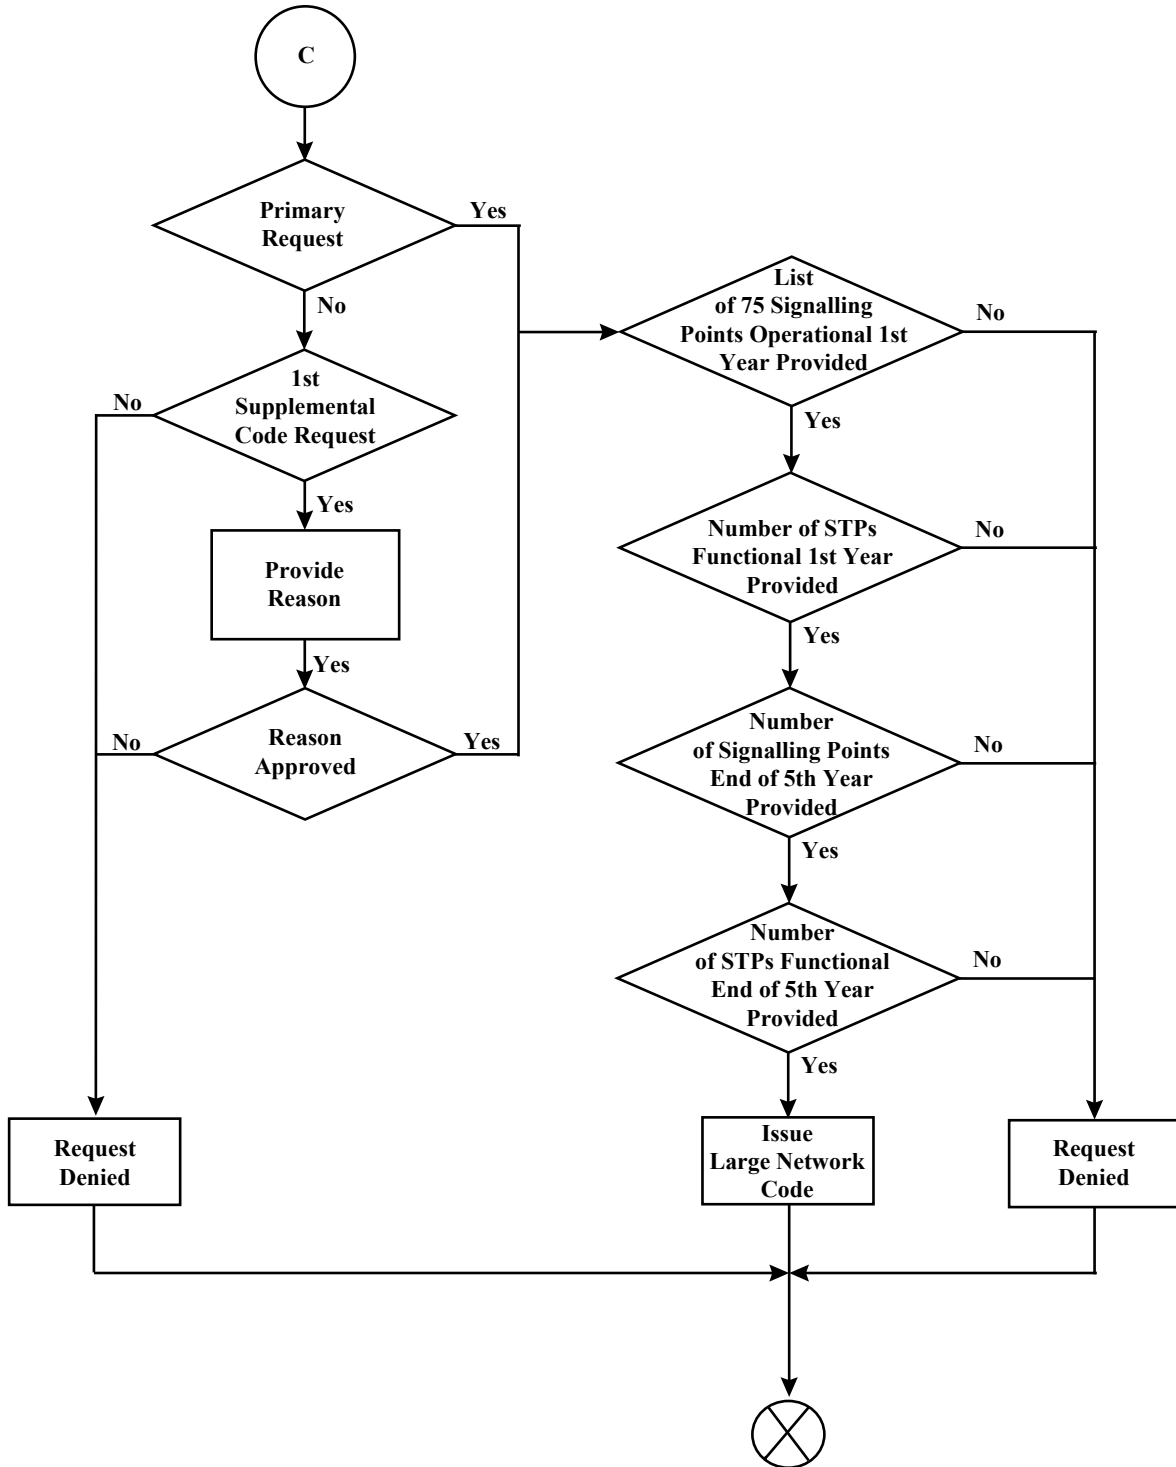 C
Primary
Request
Yes
No
1st
Supplemental
Code Request
No
Yes
Provide
Reason
Yes
Reason
Approved
No
Yes
Request
Denied
List
of 75 Signalling
Points Operational 1st
Year Provided
No
Yes
Number of STPs
Functional 1st Year
Provided
No
Yes
Number
of Signalling Points
End of 5th Year
Provided
No
Yes
Number
of STPs Functional
End of 5th Year
Provided
No
Yes
Issue
Large Network
Code
Request
Denied